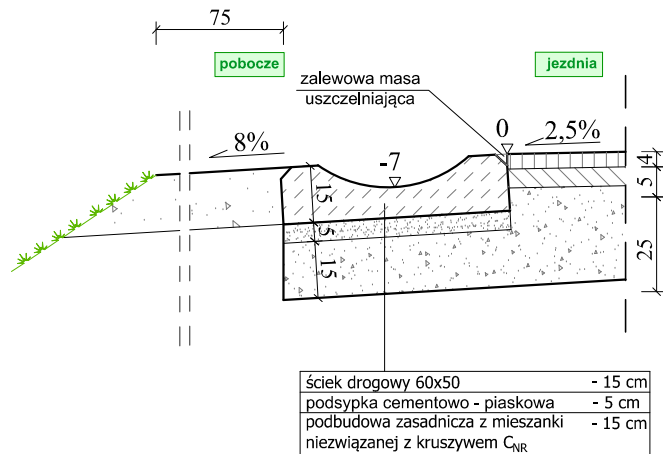 75
pobocze
jezdnia
zalewowa masa
uszczelniająca
0
2,5%
8%
-7
4
5
25
15
5
15
ściek drogowy 60x50 - 15 cm
podsypka cementowo - piaskowa - 5 cm
podbudowa zasadnicza z mieszanki - 15 cm
niezwiązanej z kruszywem C_NR